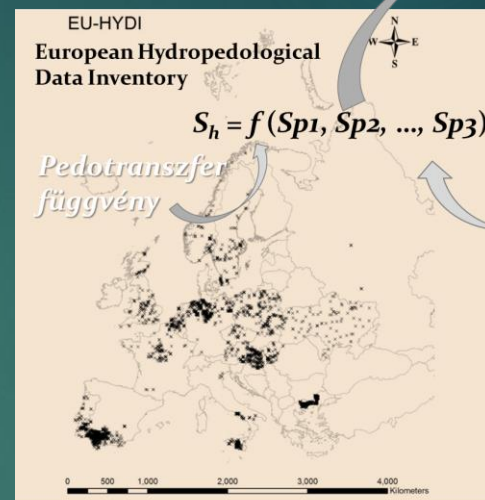 EU-HYDI
European Hydropedological
Data Inventory
N
W E
S
S_h = f (Sp1, Sp2, ..., Sp3)
Pedotranszfer
függvény
0 500 1,000 2,000 3,000 4,000
Kilometers